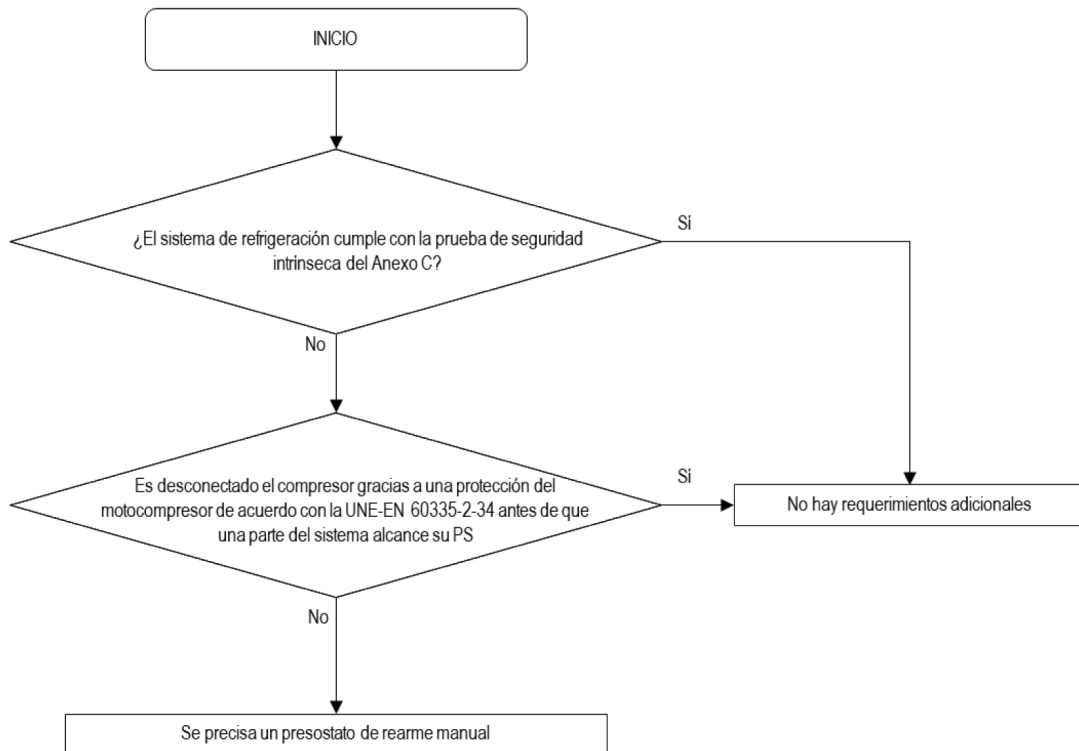 INICIO
¿El sistema de refrigeración cumple con la prueba de seguridad
intrínseca del Anexo C?
Si
No
Es desconectado el compresor gracias a una protección del
motocompresor de acuerdo con la UNE-EN 60335-2-34 antes de que
una parte del sistema alcance su PS
Si
No hay requerimientos adicionales
No
Se precisa un presostato de rearme manual